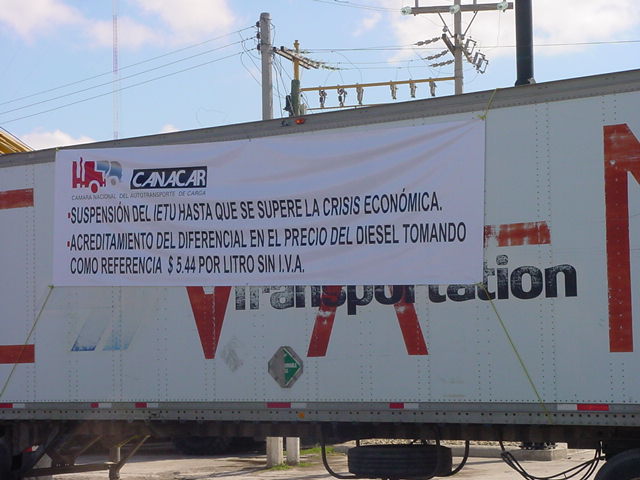 CANACAR
CAMARA NACIONAL DEL AUTOTRANSPORTE DE CARGA
•SUSPENSIÓN DEL IETU HASTA QUE SE SUPERE LA CRISIS ECONÓMICA.
•ACREDITAMIENTO DEL DIFERENCIAL EN EL PRECIO DEL DIESEL TOMANDO
COMO REFERENCIA $ 5.44 POR LITRO SIN I.V.A.
Transportation